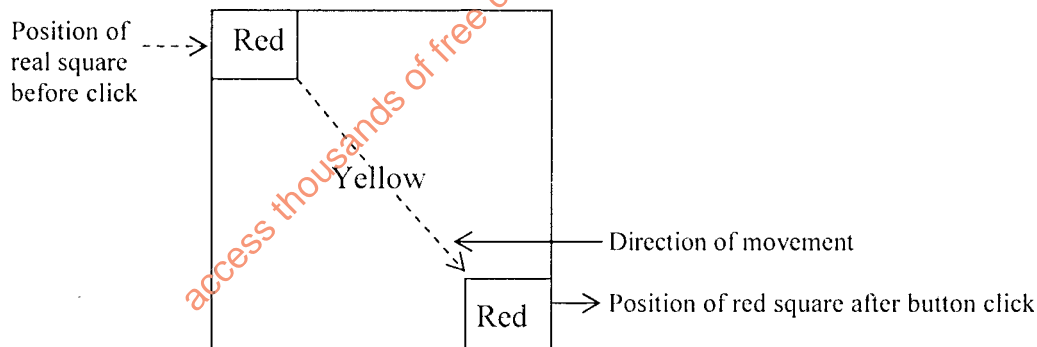 Position of
real square
before click
Red
Yellow
Direction of movement
Position of red square after button click
Red
access thousands of free